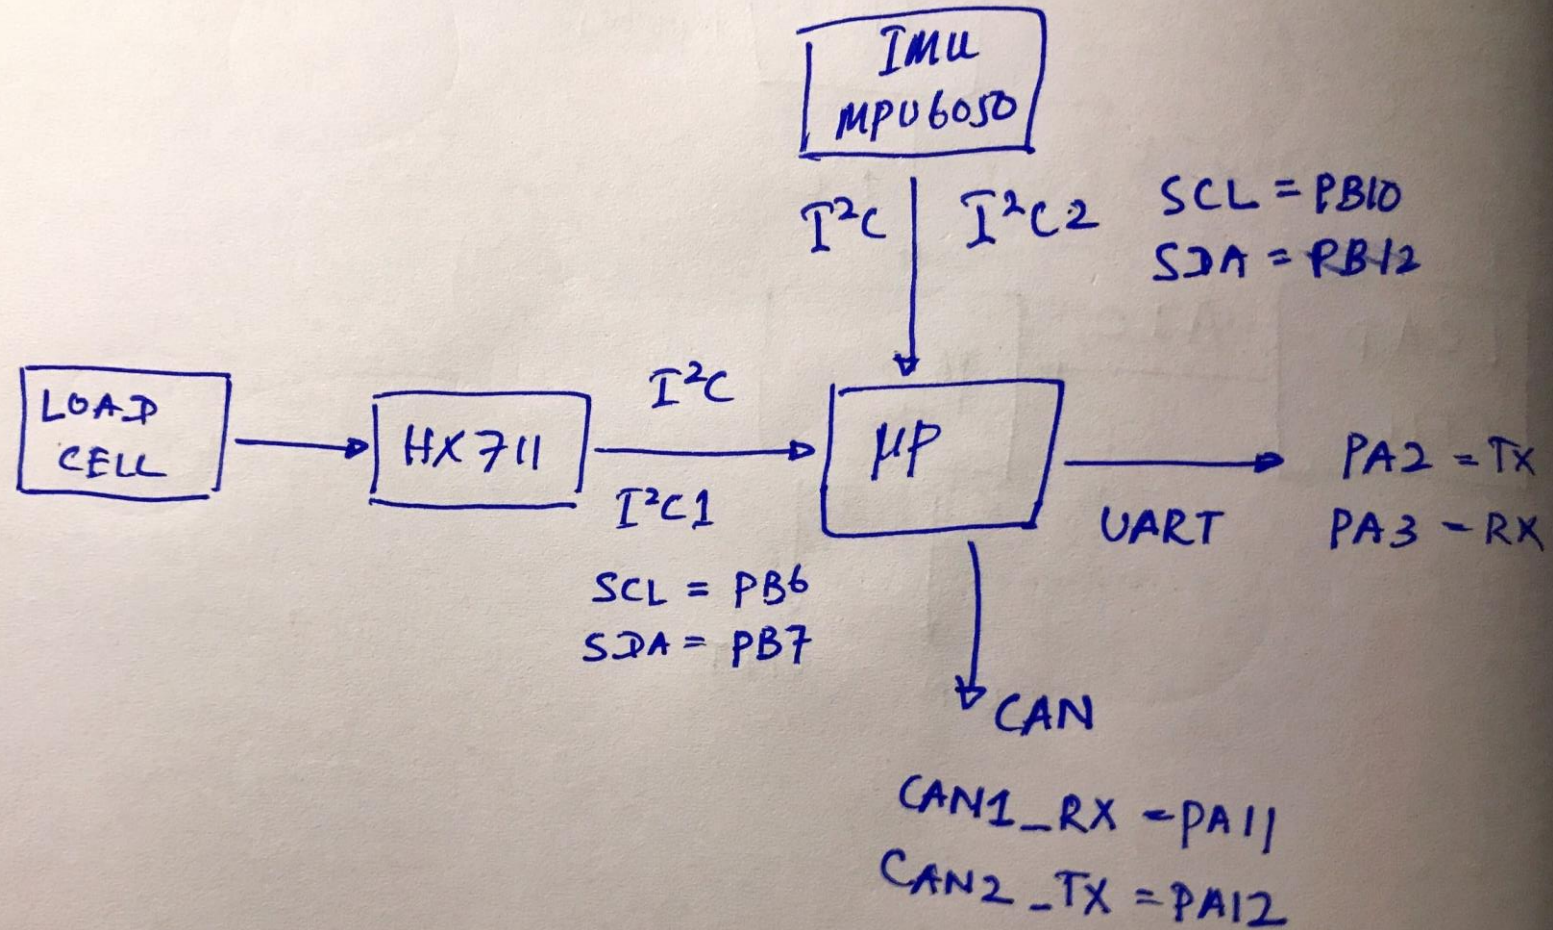 IMU
MPU6050
I²C
I²C2
SCL = PB10
SDA = PB12
LOAD
CELL
HX711
I²C
I²C1
SCL = PB6
SDA = PB7
μP
UART
PA2 = TX
PA3 - RX
CAN
CAN1_RX = PA11
CAN2_TX = PA12